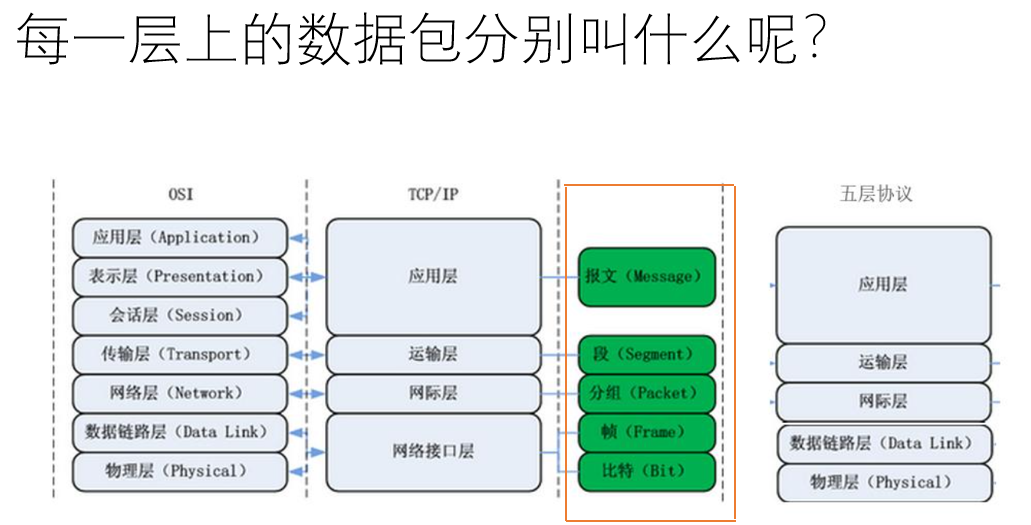 每一层上的数据包分别叫什么呢?
OSI
应用层（Application）
表示层（Presentation）
会话层（Session）
传输层（Transport）
网络层（Network）
数据链路层（Data Link）
物理层（Physical）
TCP/IP
应用层
运输层
网际层
网络接口层
报文（Message）
段（Segment）
分组（Packet）
帧（Frame）
比特（Bit）
五层协议
应用层
运输层
网际层
数据链路层（Data Link）
物理层（Physical）